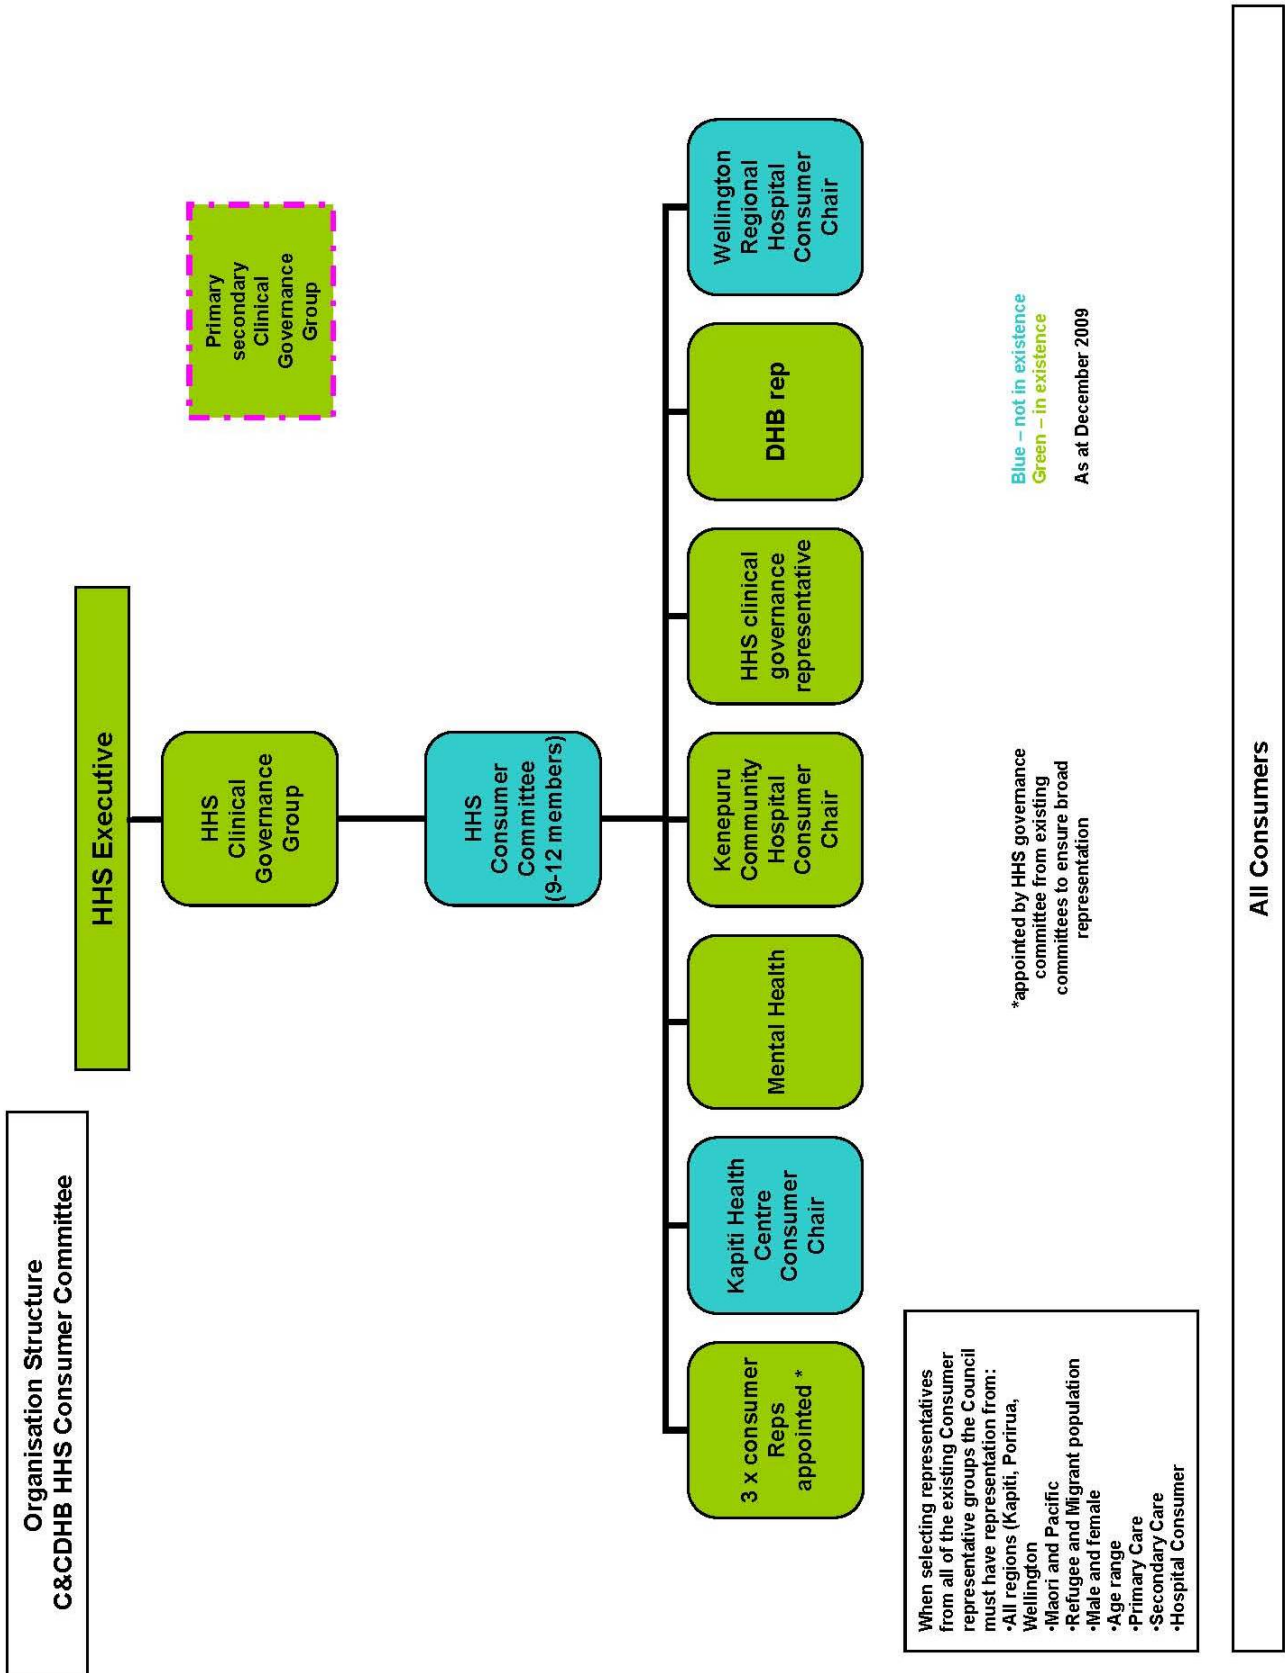 Organisation Structure
C&CDHB HHS Consumer Committee
HHS Executive
Primary
secondary
Clinical
Governance
Group
HHS
Clinical
Governance
Group
HHS
Consumer
Committee
(9-12 members)
3 x consumer
Reps
appointed *
Kapiti Health
Centre
Consumer
Chair
Mental Health
Kenepuru
Community
Hospital
Consumer
Chair
HHS clinical
governance
representative
DHB rep
Wellington
Regional
Hospital
Consumer
Chair
When selecting representatives
from all of the existing Consumer
representative groups the Council
must have representation from:
•All regions (Kapiti, Porirua,
Wellington
•Maori and Pacific
•Refugee and Migrant population
•Male and female
•Age range
•Primary Care
•Secondary Care
•Hospital Consumer
*appointed by HHS governance
committee from existing
committees to ensure broad
representation
Blue – not in existence
Green – in existence
As at December 2009
All Consumers